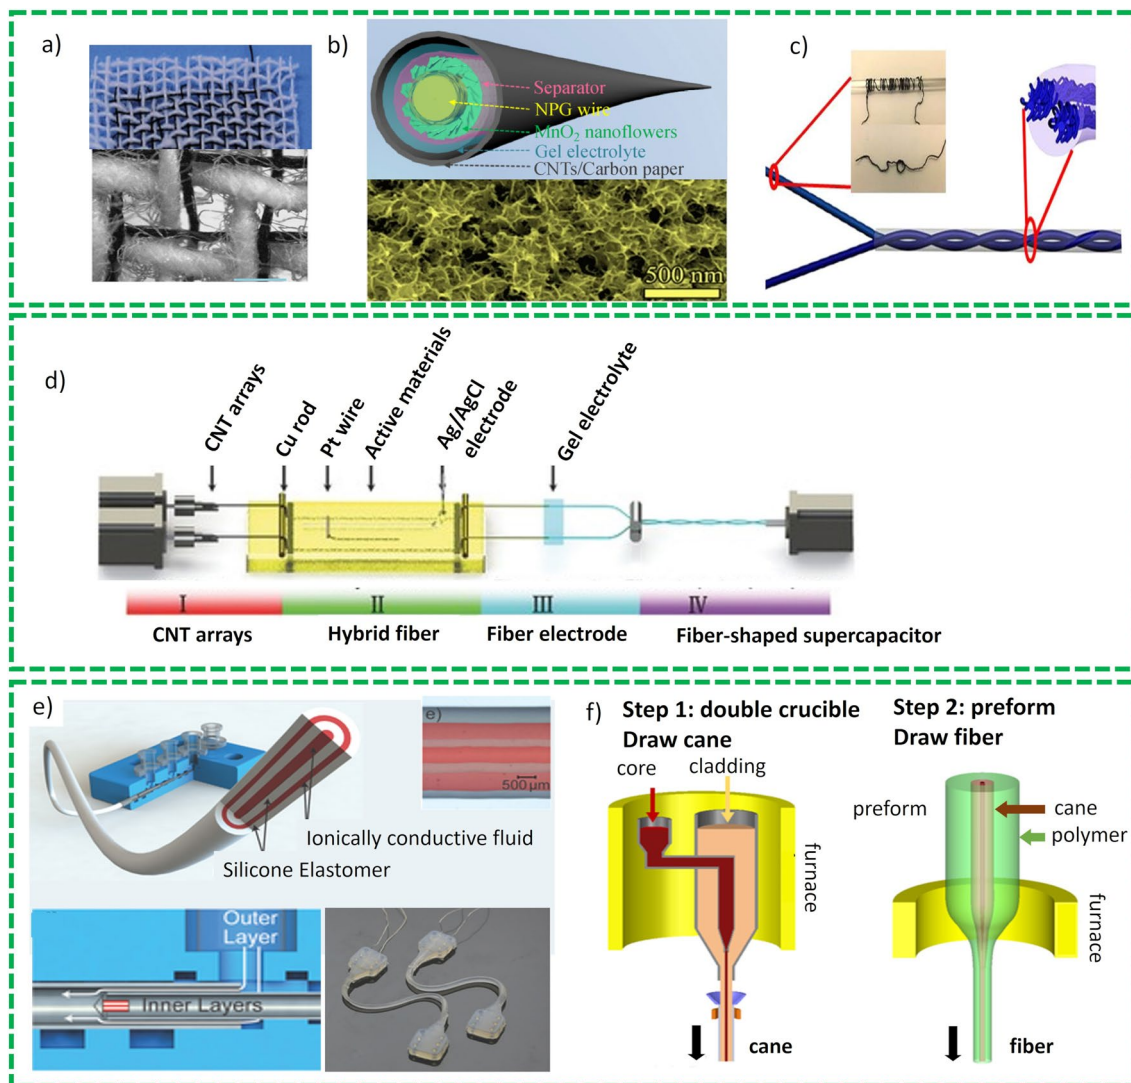 a)
b)
Separator
NPG wire
MnO₂ nanoflowers
Gel electrolyte
CNTs/Carbon paper
500 nm
c)
d)
CNT arrays
Cu rod
Pt wire
Active materials
Ag/AgCl
electrode
Gel electrolyte
I
II
III
IV
CNT arrays
Hybrid fiber
Fiber electrode
Fiber-shaped supercapacitor
e)
e)
500 µm
Ionically conductive fluid
Silicone Elastomer
Outer
Layer
Inner Layers
f)
Step 1: double crucible
Draw cane
core
cladding
furnace
cane
Step 2: preform
Draw fiber
preform
cane
polymer
furnace
fiber